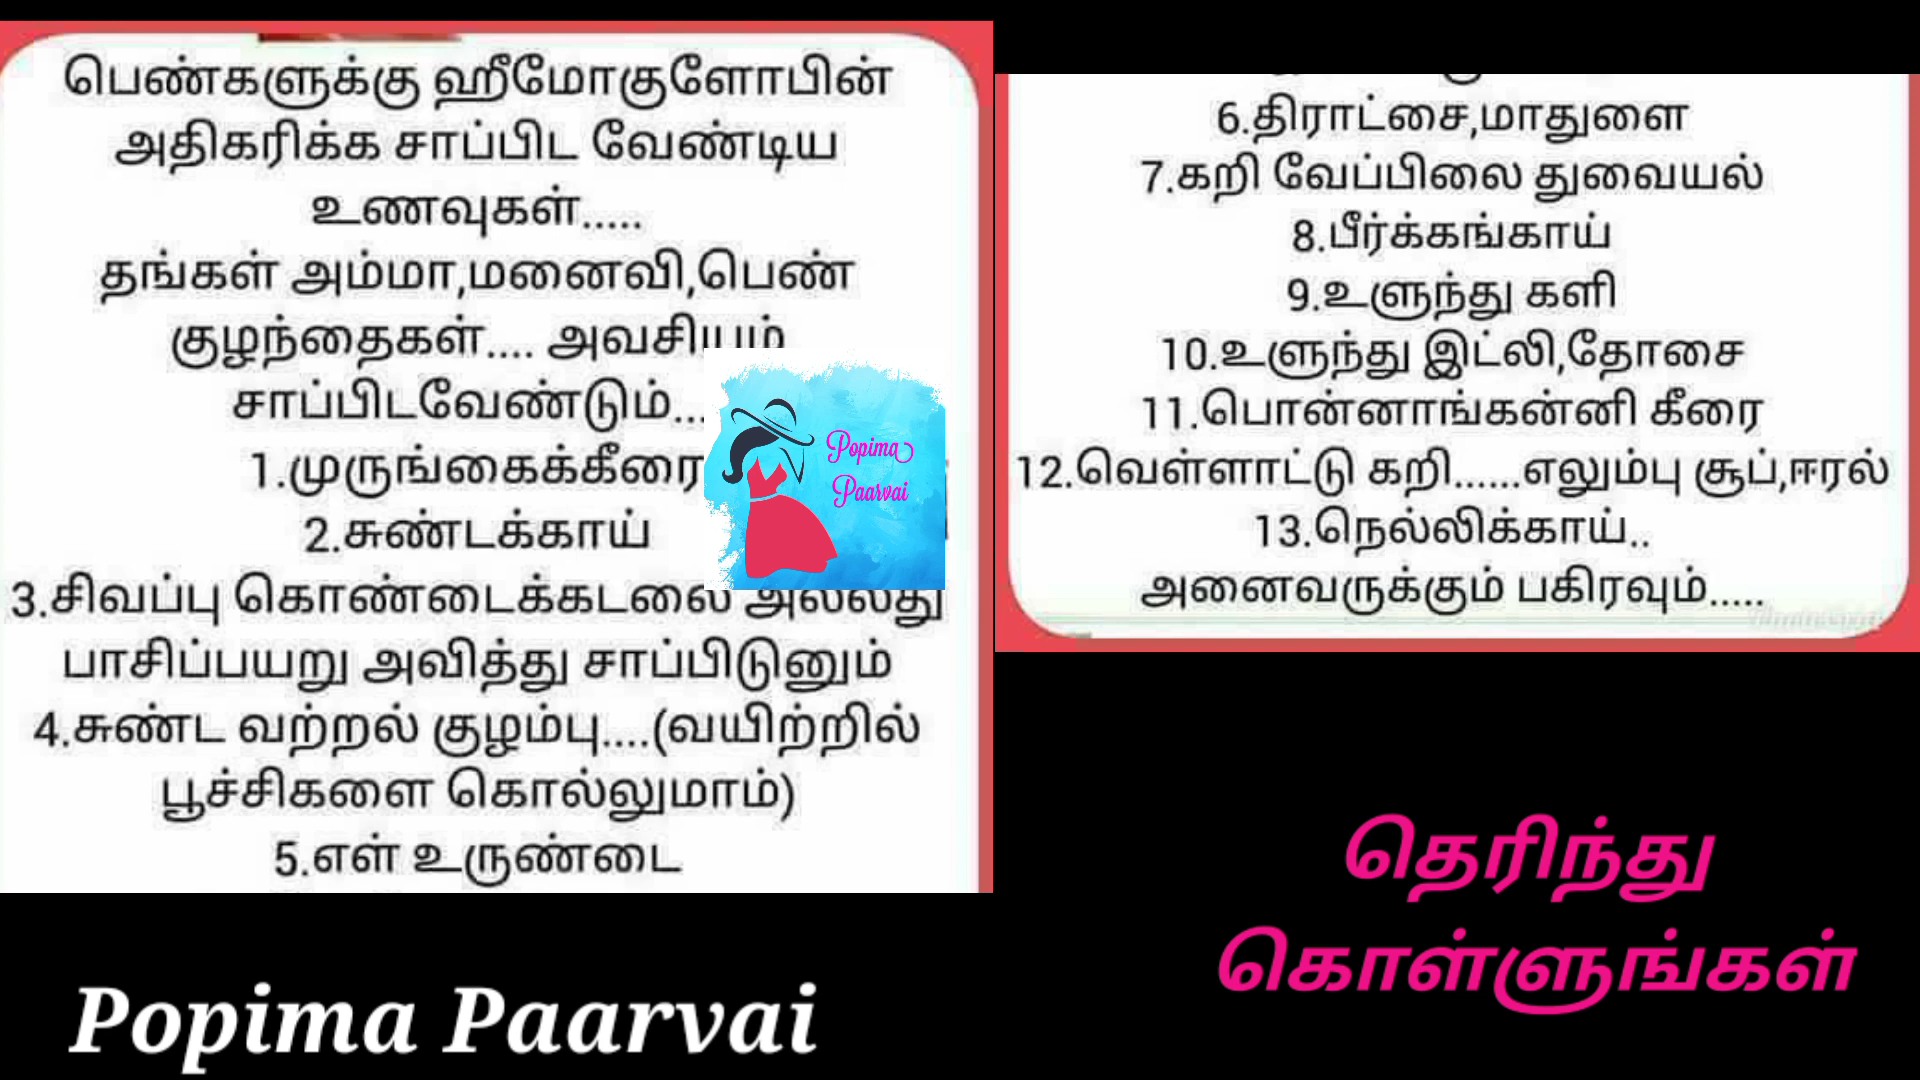 பெண்களுக்கு ஹீமோகுளோபின்
அதிகரிக்க சாப்பிட வேண்டிய
உணவுகள்.....
தங்கள் அம்மா,மனைவி,பெண்
குழந்தைகள்.... அவசியம்
சாப்பிடவேண்டும்...
1.முருங்கைக்கீரை
2.சுண்டக்காய்
3.சிவப்பு கொண்டைக்கடலை அல்லது
பாசிப்பயறு அவித்து சாப்பிடுனும்
4.சுண்ட வற்றல் குழம்பு....(வயிற்றில்
பூச்சிகளை கொல்லுமாம்)
5.எள் உருண்டை
Popima
Paarvai
6.திராட்சை,மாதுளை
7.கறி வேப்பிலை துவையல்
8.பீர்க்கங்காய்
9.உளுந்து களி
10.உளுந்து இட்லி,தோசை
11.பொன்னாங்கன்னி கீரை
12.வெள்ளாட்டு கறி......எலும்பு சூப்,ஈரல்
13.நெல்லிக்காய்..
அனைவருக்கும் பகிரவும்.....
தெரிந்து
கொள்ளுங்கள்
Popima Paarvai